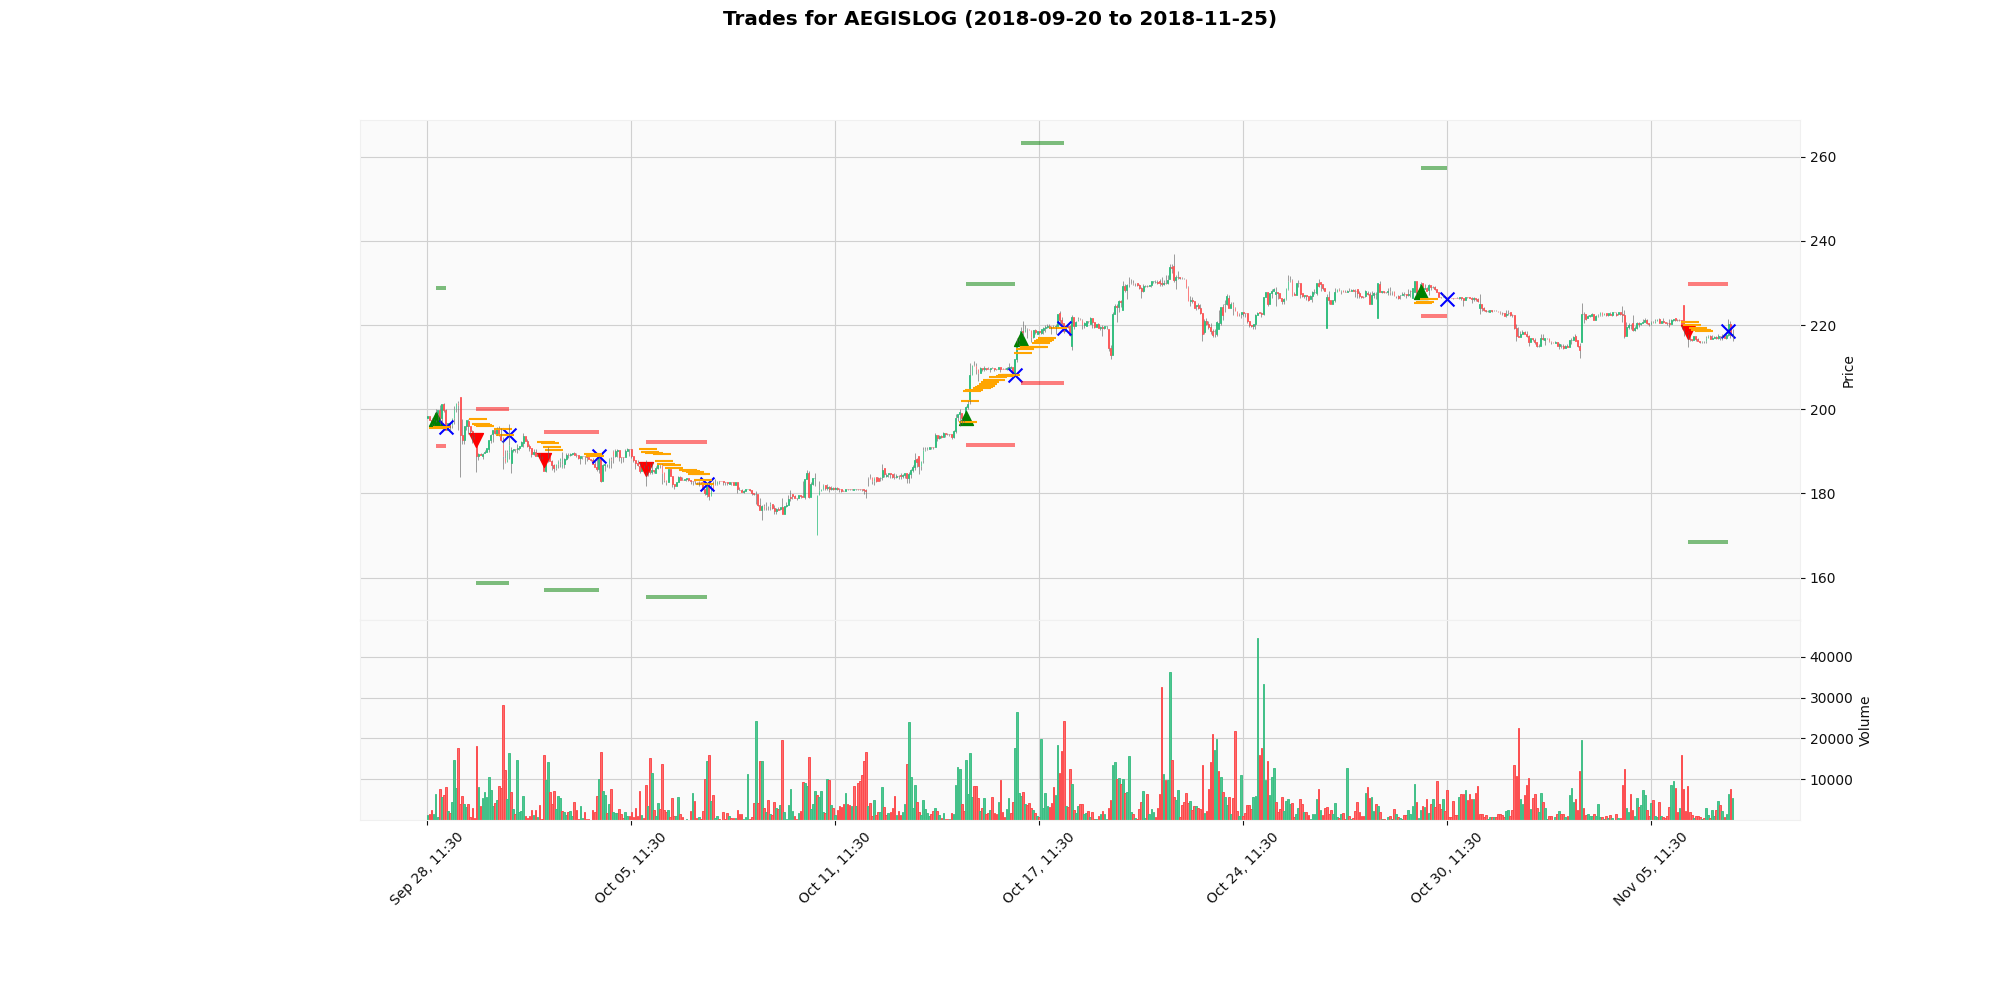 Trades for AEGISLOG (2018-09-20 to 2018-11-25)
260
240
220
200
180
160
Price
40000
30000
20000
10000
Volume
Sep 28, 11:30
Oct 05, 11:30
Oct 11, 11:30
Oct 17, 11:30
Oct 24, 11:30
Oct 30, 11:30
Nov 05, 11:30